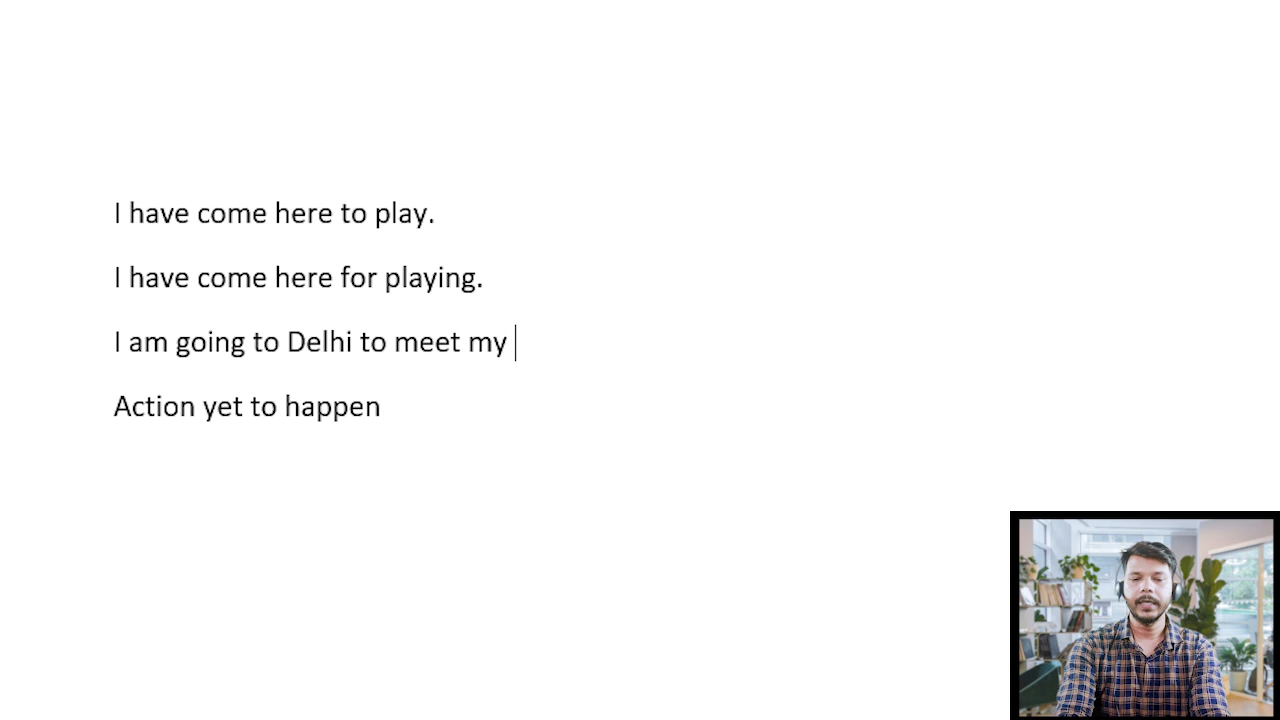 I have come here to play.
I have come here for playing.
I am going to Delhi to meet my
Action yet to happen